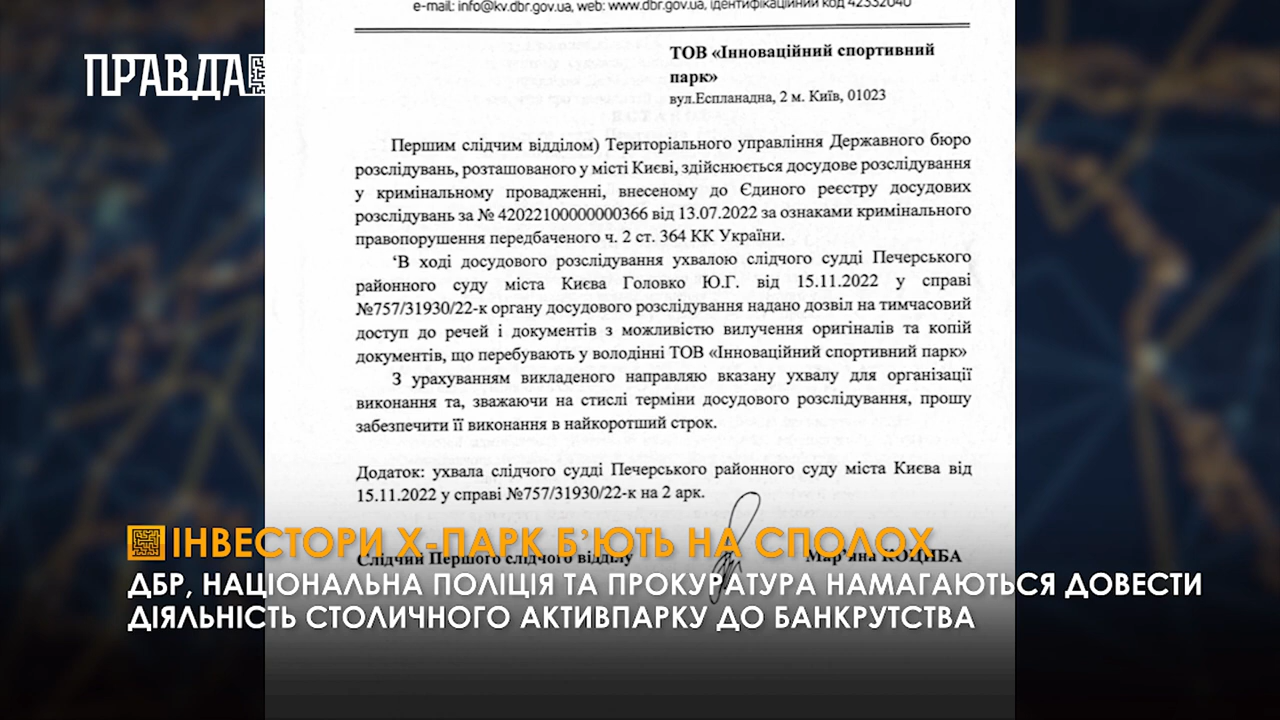 e-mail: info@kv.dbr.gov.ua, web: www.dbr.gov.ua, ідентифікаційний код 42332040
ПРАВДА
ТОВ «Інноваційний спортивний
парк»
вул.Еспланадна, 2 м. Київ, 01023
Першим слідчим відділом) Територіального управління Державного бюро
розслідувань, розташованого у місті Києві, здійснюється досудове розслідування
у кримінальному провадженні, внесеному до Єдиного реєстру досудових
розслідувань за № 42022100000000366 від 13.07.2022 за ознаками кримінального
правопорушення передбаченого ч. 2 ст. 364 КК України.
‘В ході досудового розслідування ухвалою слідчого судді Печерського
районного суду міста Києва Головко Ю.Г. від 15.11.2022 у справі
№757/31930/22-к органу досудового розслідування надано дозвіл на тимчасовий
доступ до речей і документів з можливістю вилучення оригіналів та копій
документів, що перебувають у володінні ТОВ «Інноваційний спортивний парк»
З урахуванням викладеного направляю вказану ухвалу для організації
виконання та, зважаючи на стислі терміни досудового розслідування, прошу
забезпечити її виконання в найкоротший строк.
Додаток: ухвала слідчого судді Печерського районного суду міста Києва від
15.11.2022 у справі №757/31930/22-к на 2 арк.
ІНВЕСТОРИ Х-ПАРК Б’ЮТЬ НА СПОЛОХ
Слідчий Першого слідчого відділу Мар’яна КОЦЮБА
ДБР, НАЦІОНАЛЬНА ПОЛІЦІЯ ТА ПРОКУРАТУРА НАМАГАЮТЬСЯ ДОВЕСТИ
ДІЯЛЬНІСТЬ СТОЛИЧНОГО АКТИВПАРКУ ДО БАНКРУТСТВА